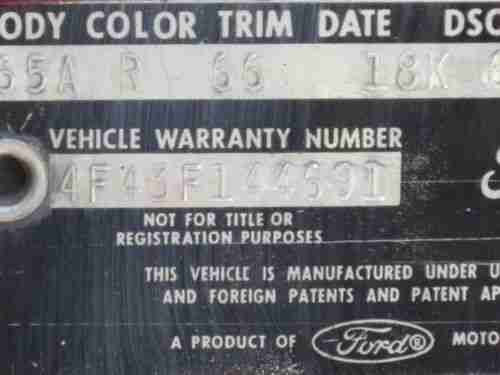 ODY COLOR TRIM DATE DSO
65A R 66 18K
VEHICLE WARRANTY NUMBER
4F43F144691
NOT FOR TITLE OR
REGISTRATION PURPOSES
THIS VEHICLE IS MANUFACTURED UNDER U
AND FOREIGN PATENTS AND PATENT AP
A PRODUCT OF Ford® MOTO